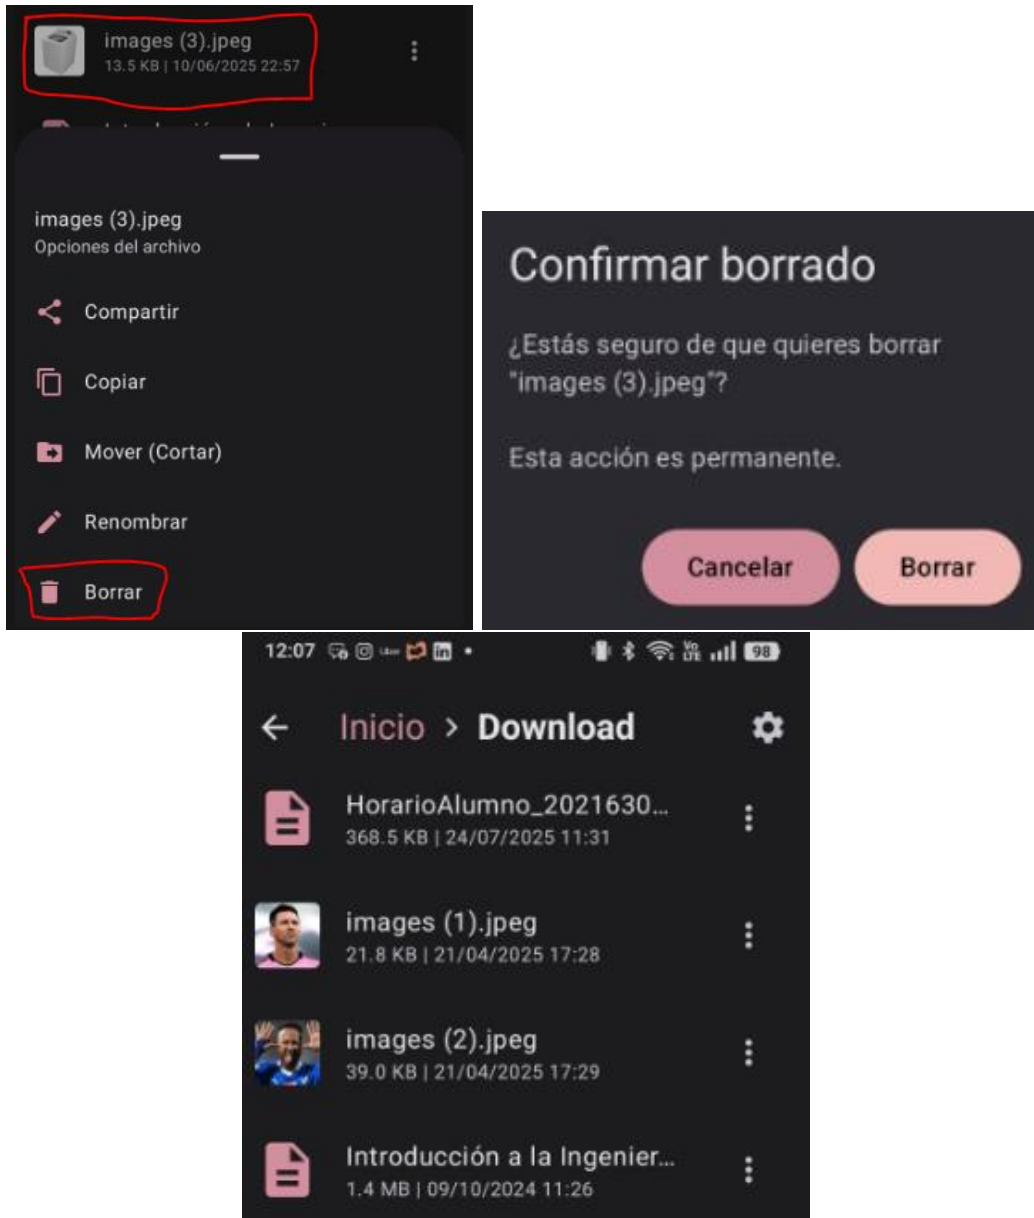 images (3).jpeg
13.5 KB | 10/06/2025 22:57
images (3).jpeg
Opciones del archivo
Compartir
Copiar
Mover (Cortar)
Renombrar
Borrar
Confirmar borrado
¿Estás seguro de que quieres borrar
"images (3).jpeg"?
Esta acción es permanente.
Cancelar Borrar
12:07 Uber in Vo LTE 98
Inicio > Download
HorarioAlumno_2021630...
368.5 KB | 24/07/2025 11:31
images (1).jpeg
21.8 KB | 21/04/2025 17:28
images (2).jpeg
39.0 KB | 21/04/2025 17:29
Introducción a la Ingenier...
1.4 MB | 09/10/2024 11:26